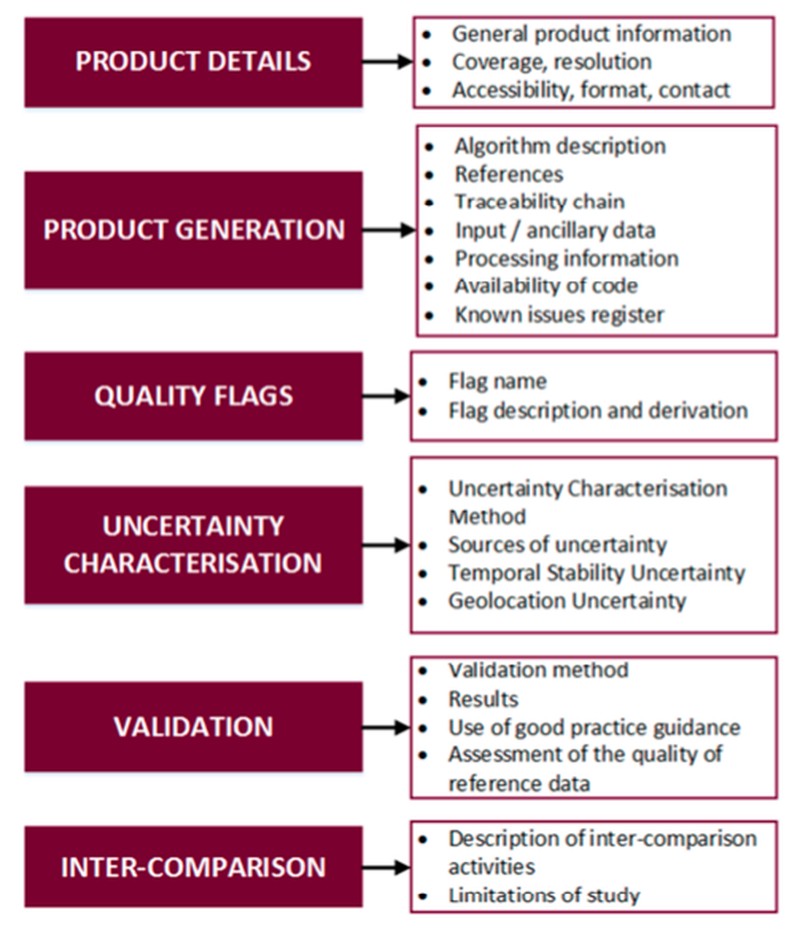 PRODUCT DETAILS
• General product information
• Coverage, resolution
• Accessibility, format, contact
PRODUCT GENERATION
• Algorithm description
• References
• Traceability chain
• Input / ancillary data
• Processing information
• Availability of code
• Known issues register
QUALITY FLAGS
• Flag name
• Flag description and derivation
UNCERTAINTY
CHARACTERISATION
• Uncertainty Characterisation
Method
• Sources of uncertainty
• Temporal Stability Uncertainty
• Geolocation Uncertainty
VALIDATION
• Validation method
• Results
• Use of good practice guidance
• Assessment of the quality of
reference data
INTER-COMPARISON
• Description of inter-comparison
activities
• Limitations of study